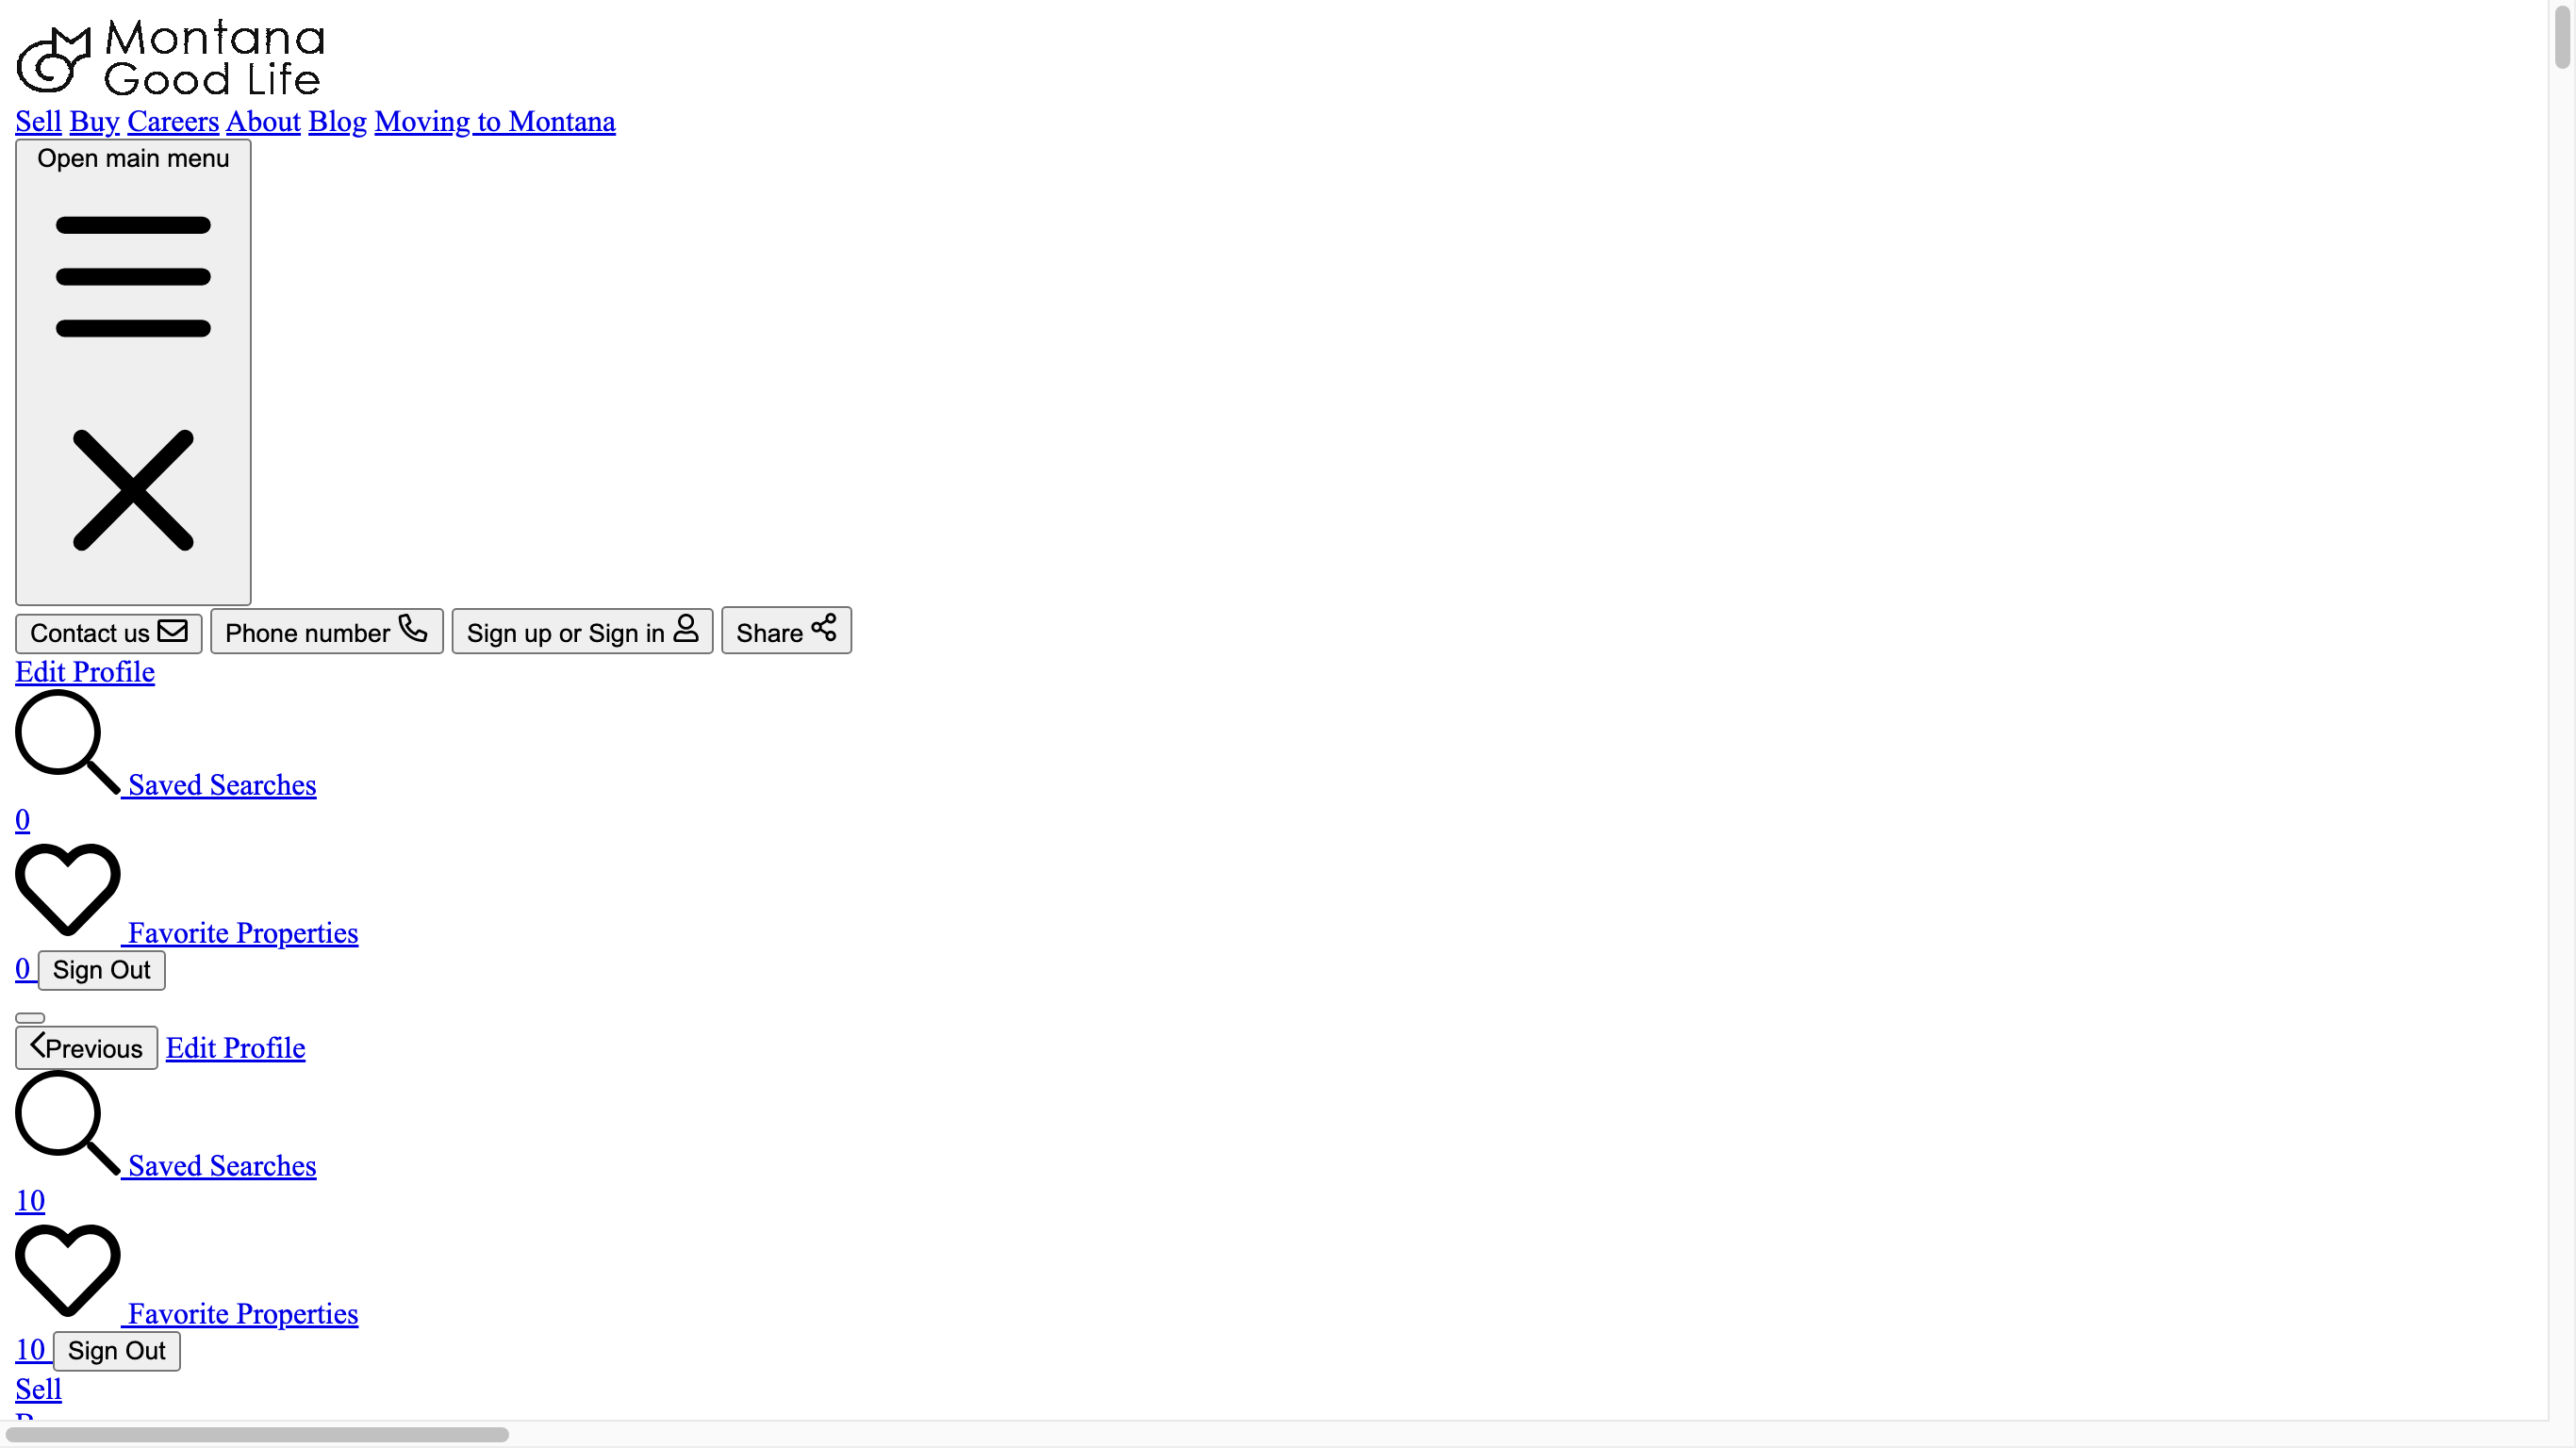 Montana
Good Life
Sell Buy Careers About Blog Moving to Montana
Open main menu
Contact us Phone number Sign up or Sign in Share
Edit Profile
Saved Searches
0
Favorite Properties
0 Sign Out
Previous Edit Profile
Saved Searches
10
Favorite Properties
10 Sign Out
Sell